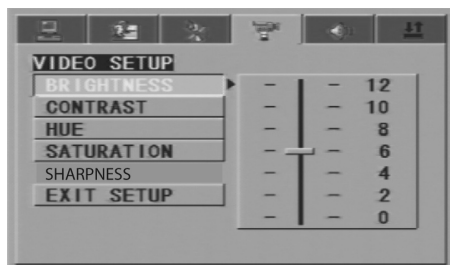 VIDEO SETUP
BRIGHTNESS
CONTRAST
HUE
SATURATION
SHARPNESS
EXIT SETUP
12
10
8
6
4
2
0